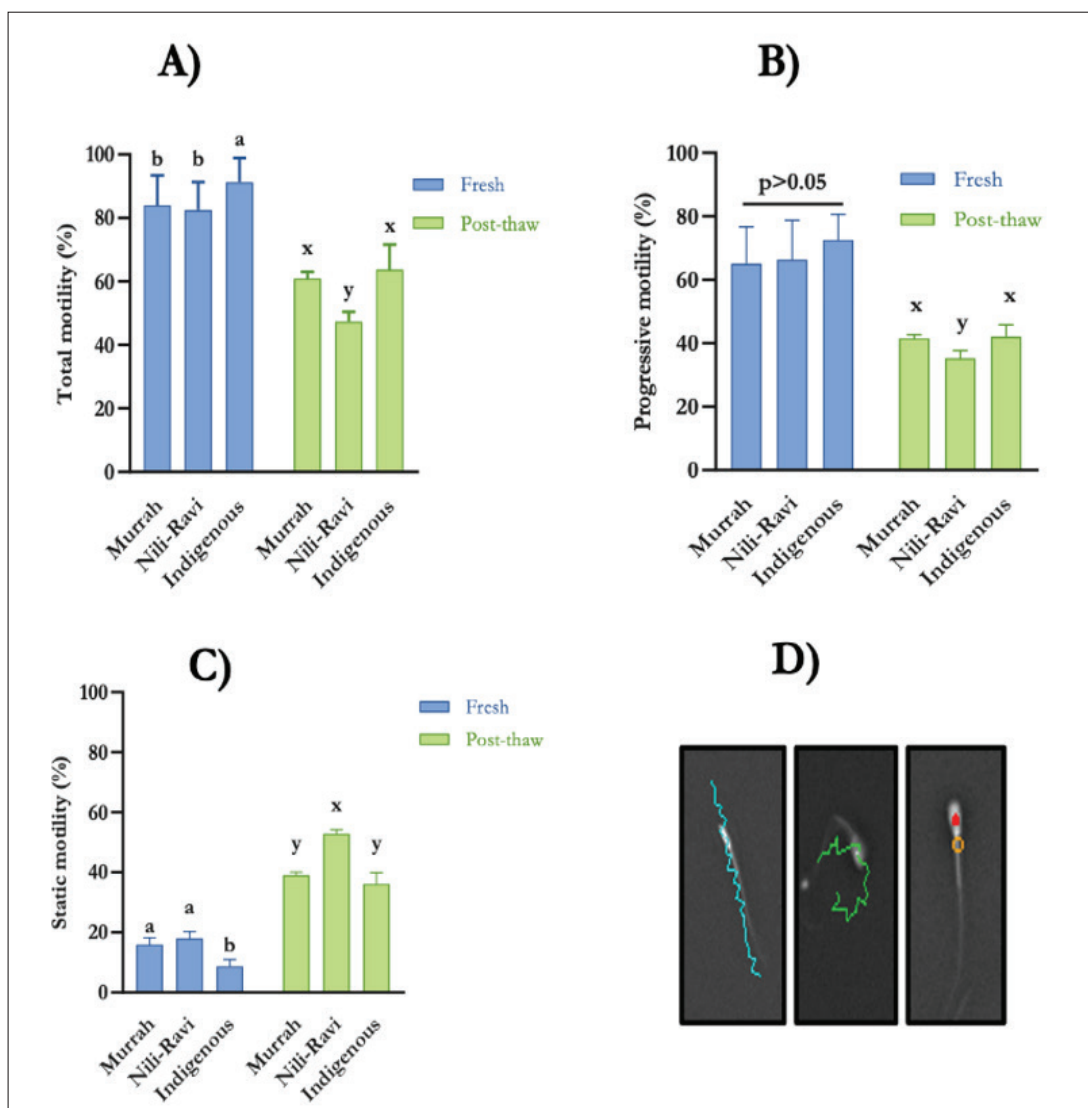 A)
b b a
100
80
60
40
20
0
Total motility (%)
Fresh
Post-thaw
x y x
Murrah Nili-Ravi Indigenous Murrah Nili-Ravi Indigenous
B)
100
80
60
40
20
0
Progressive motility (%)
p>0.05
Fresh
Post-thaw
x y x
Murrah Nili-Ravi Indigenous Murrah Nili-Ravi Indigenous
C)
100
80
60
40
20
0
Static motility (%)
Fresh
Post-thaw
a a b
y x y
Murrah Nili-Ravi Indigenous Murrah Nili-Ravi Indigenous
D)